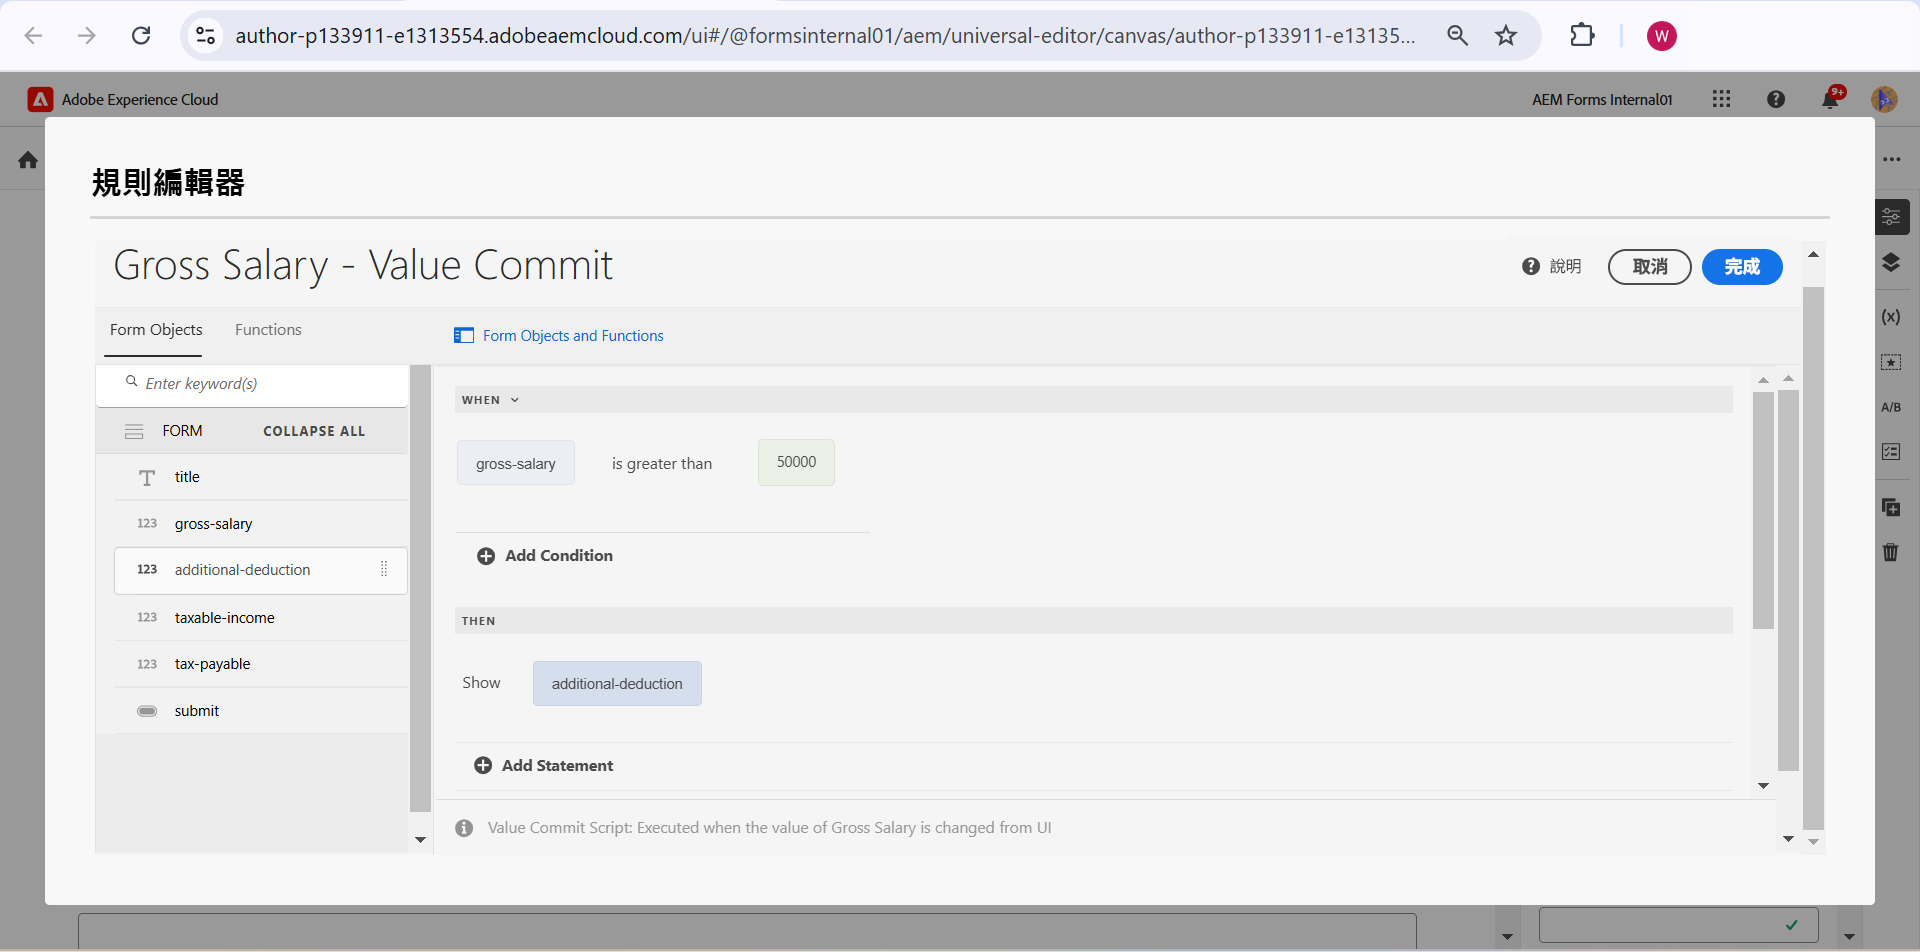 author-p133911-e1313554.adobeaemcloud.com/ui#/@formsinternal01/aem/universal-editor/canvas/author-p133911-e13135...
W
Adobe Experience Cloud
AEM Forms Internal01
9+
規則編輯器
Gross Salary - Value Commit
說明
取消
完成
Form Objects
Functions
Form Objects and Functions
Enter keyword(s)
FORM
COLLAPSE ALL
title
123 gross-salary
123 additional-deduction
123 taxable-income
123 tax-payable
submit
WHEN
gross-salary is greater than 50000
Add Condition
THEN
Show additional-deduction
Add Statement
Value Commit Script: Executed when the value of Gross Salary is changed from UI
(x)
A/B